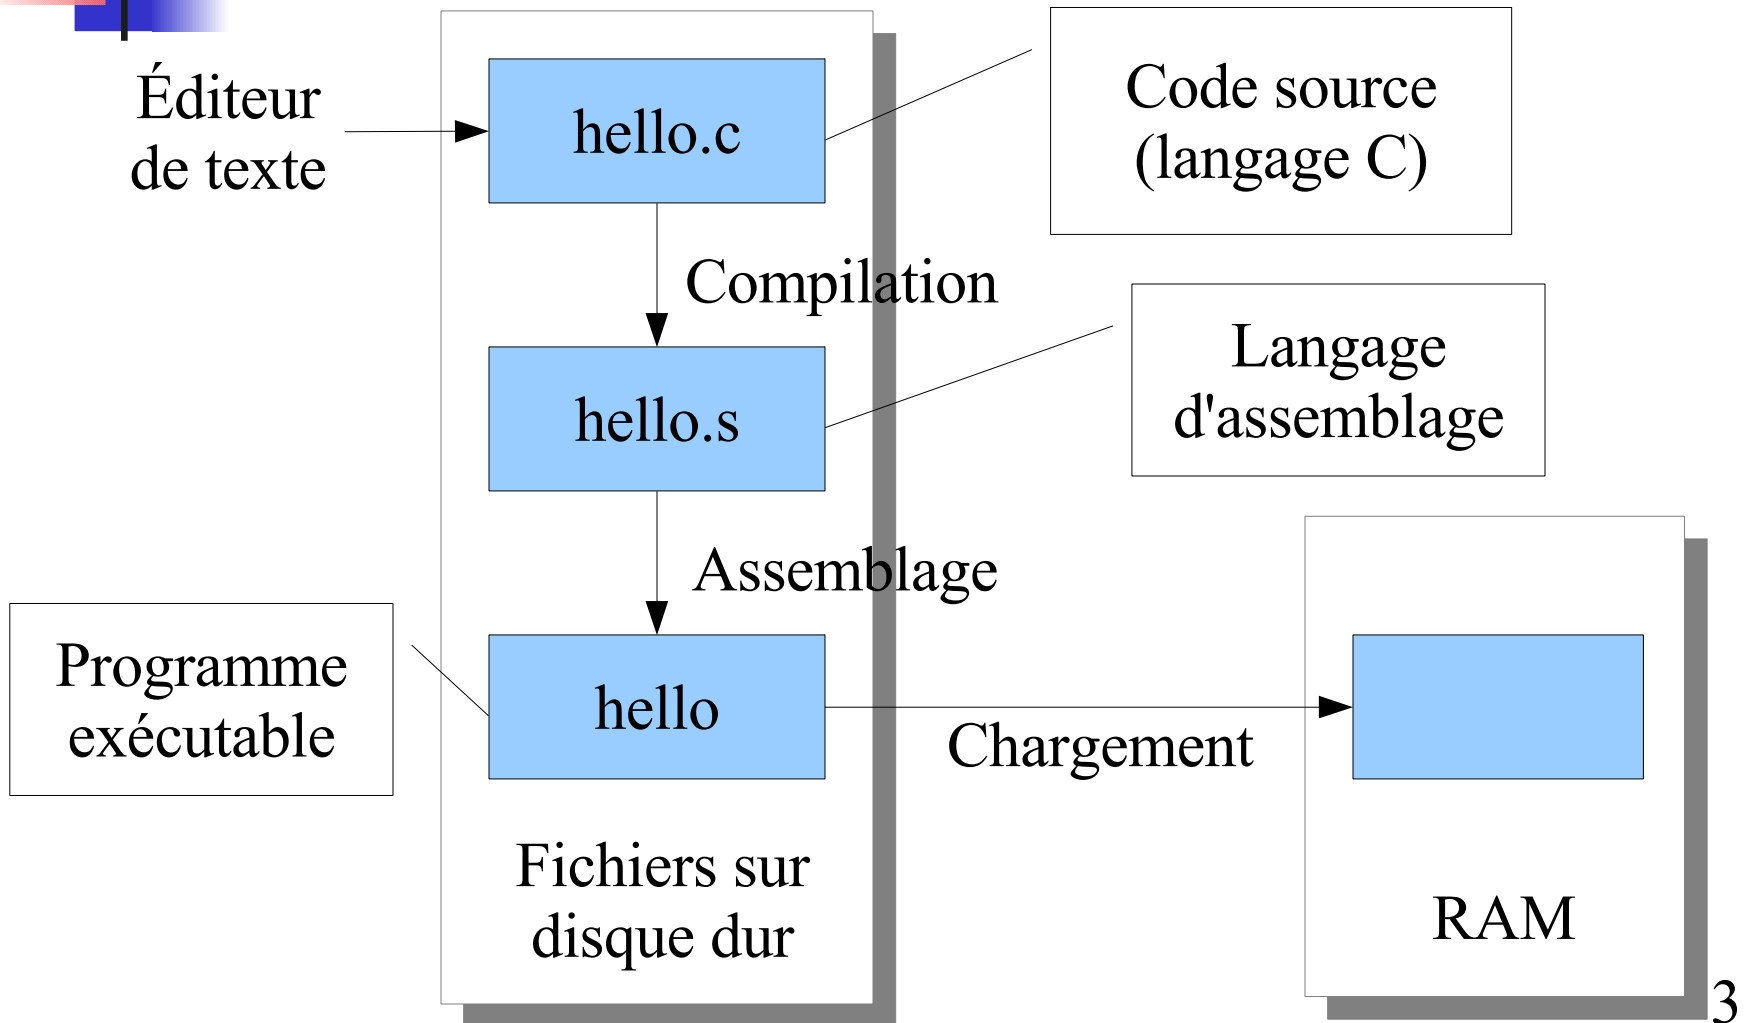 Éditeur
de texte
hello.c
Code source
(langage C)
Compilation
hello.s
Langage
d'assemblage
Assemblage
Programme
exécutable
hello
Chargement
Fichiers sur
disque dur
RAM
3